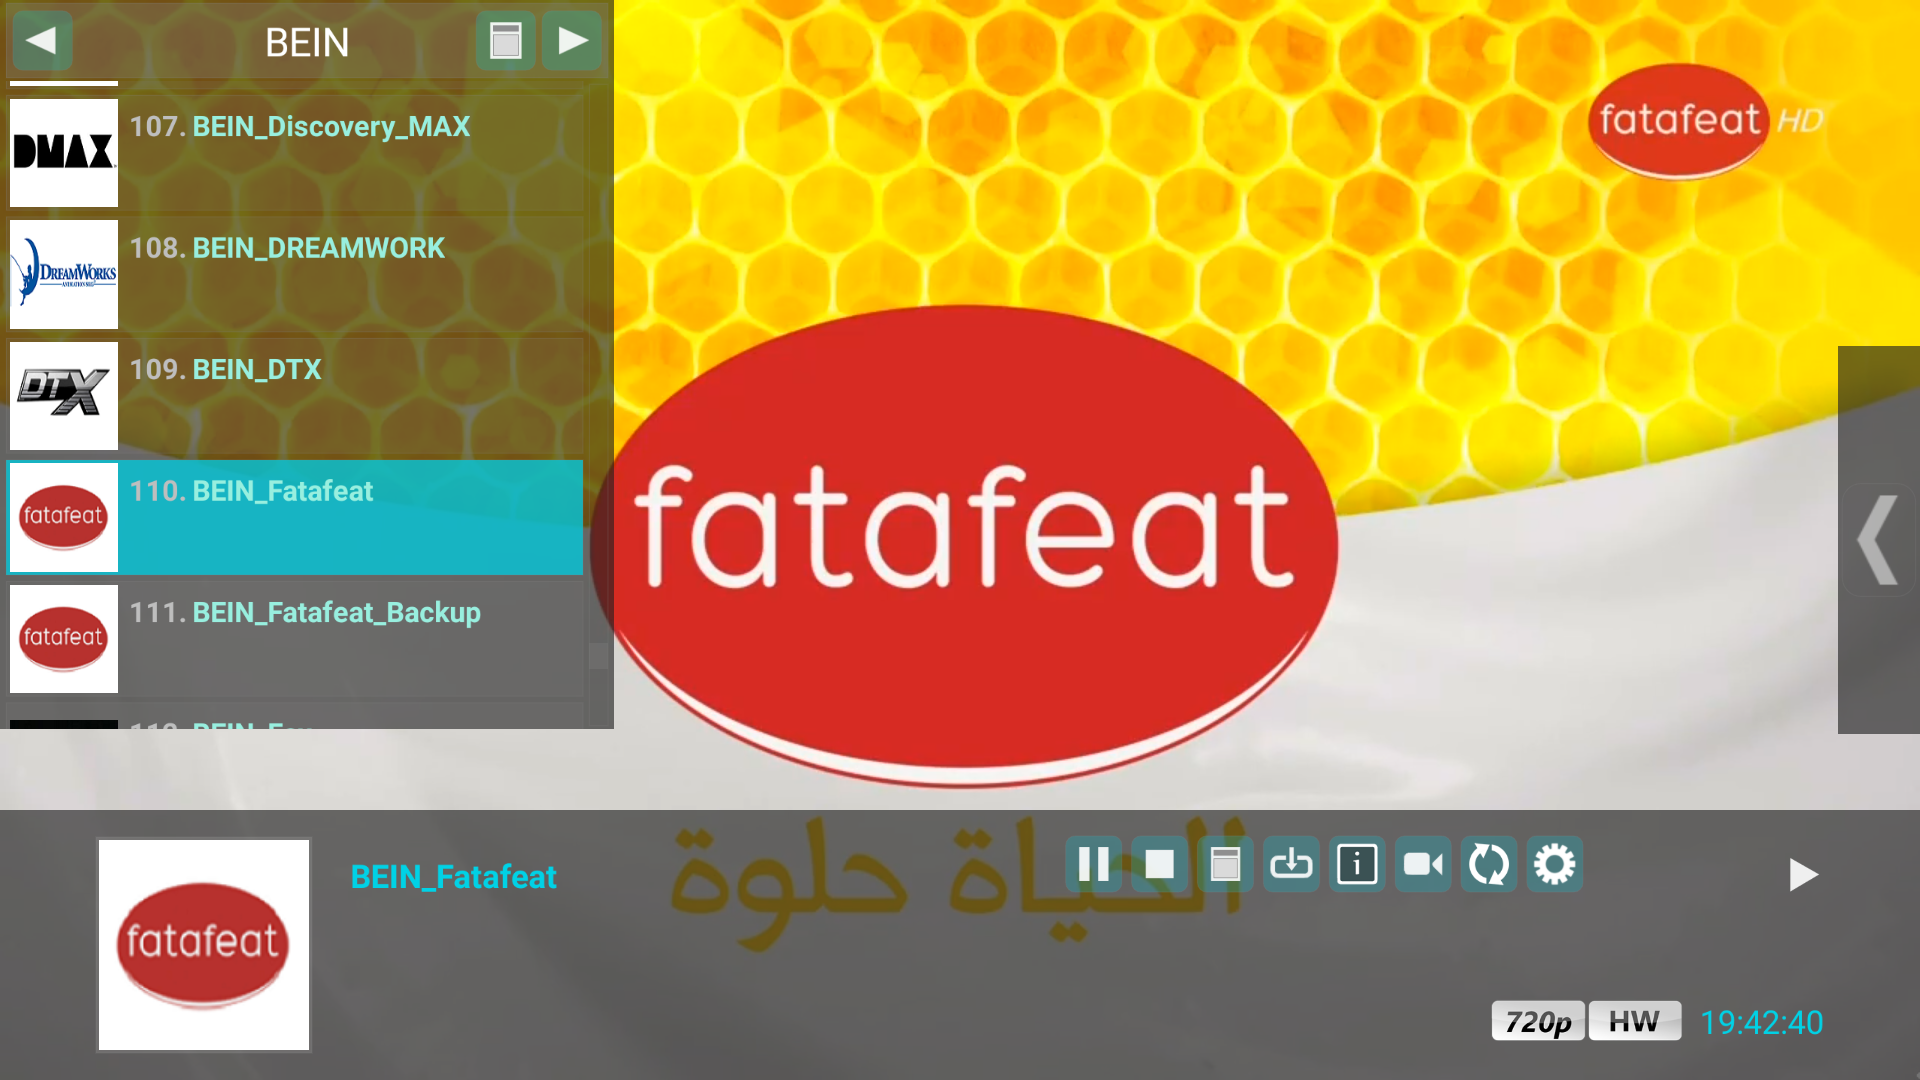 BEIN
fatafeat HD
DMAX
107. BEIN_Discovery_MAX
DREAMWORKS
108. BEIN_DREAMWORK
DTX
109. BEIN_DTX
fatafeat
110. BEIN_Fatafeat
fatafeat
111. BEIN_Fatafeat_Backup
fatafeat
الحياة حلوة
fatafeat
BEIN_Fatafeat
720p HW 19:42:40